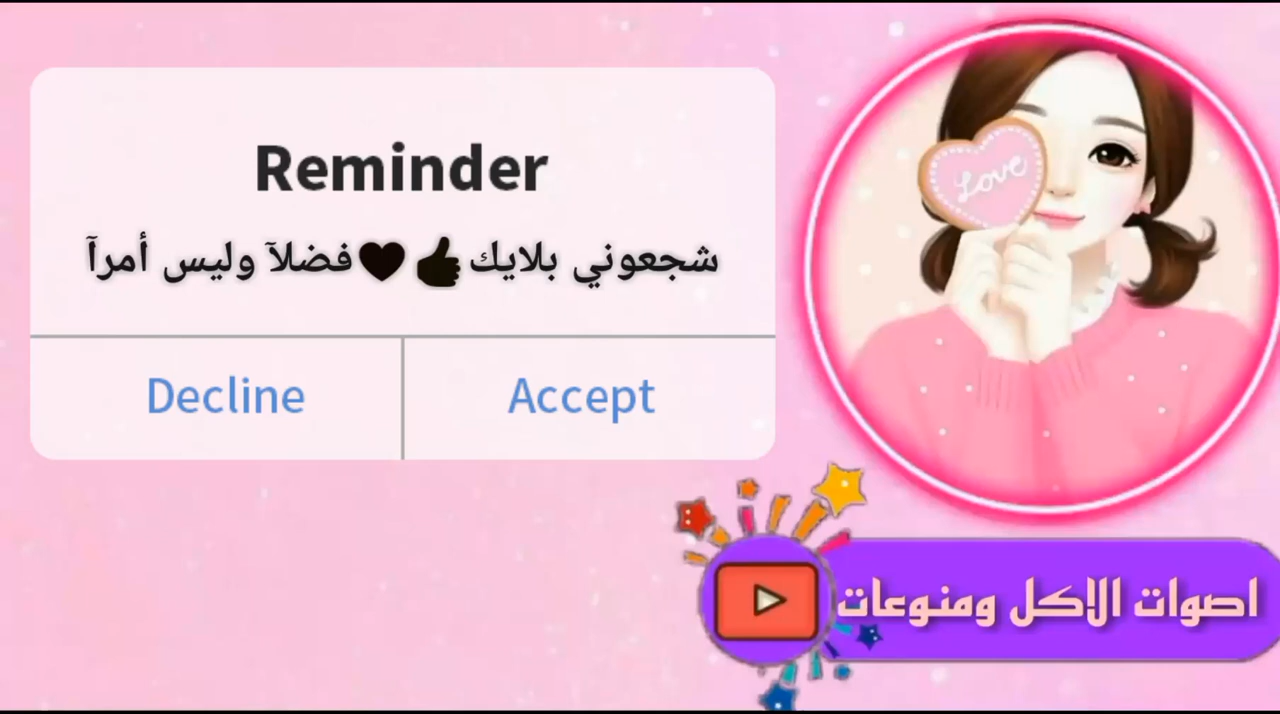 Reminder
شجعوني بلايك👍🖤فضلآ وليس أمرآ
Decline
Accept
Love
اصوات الاكل ومنوعات